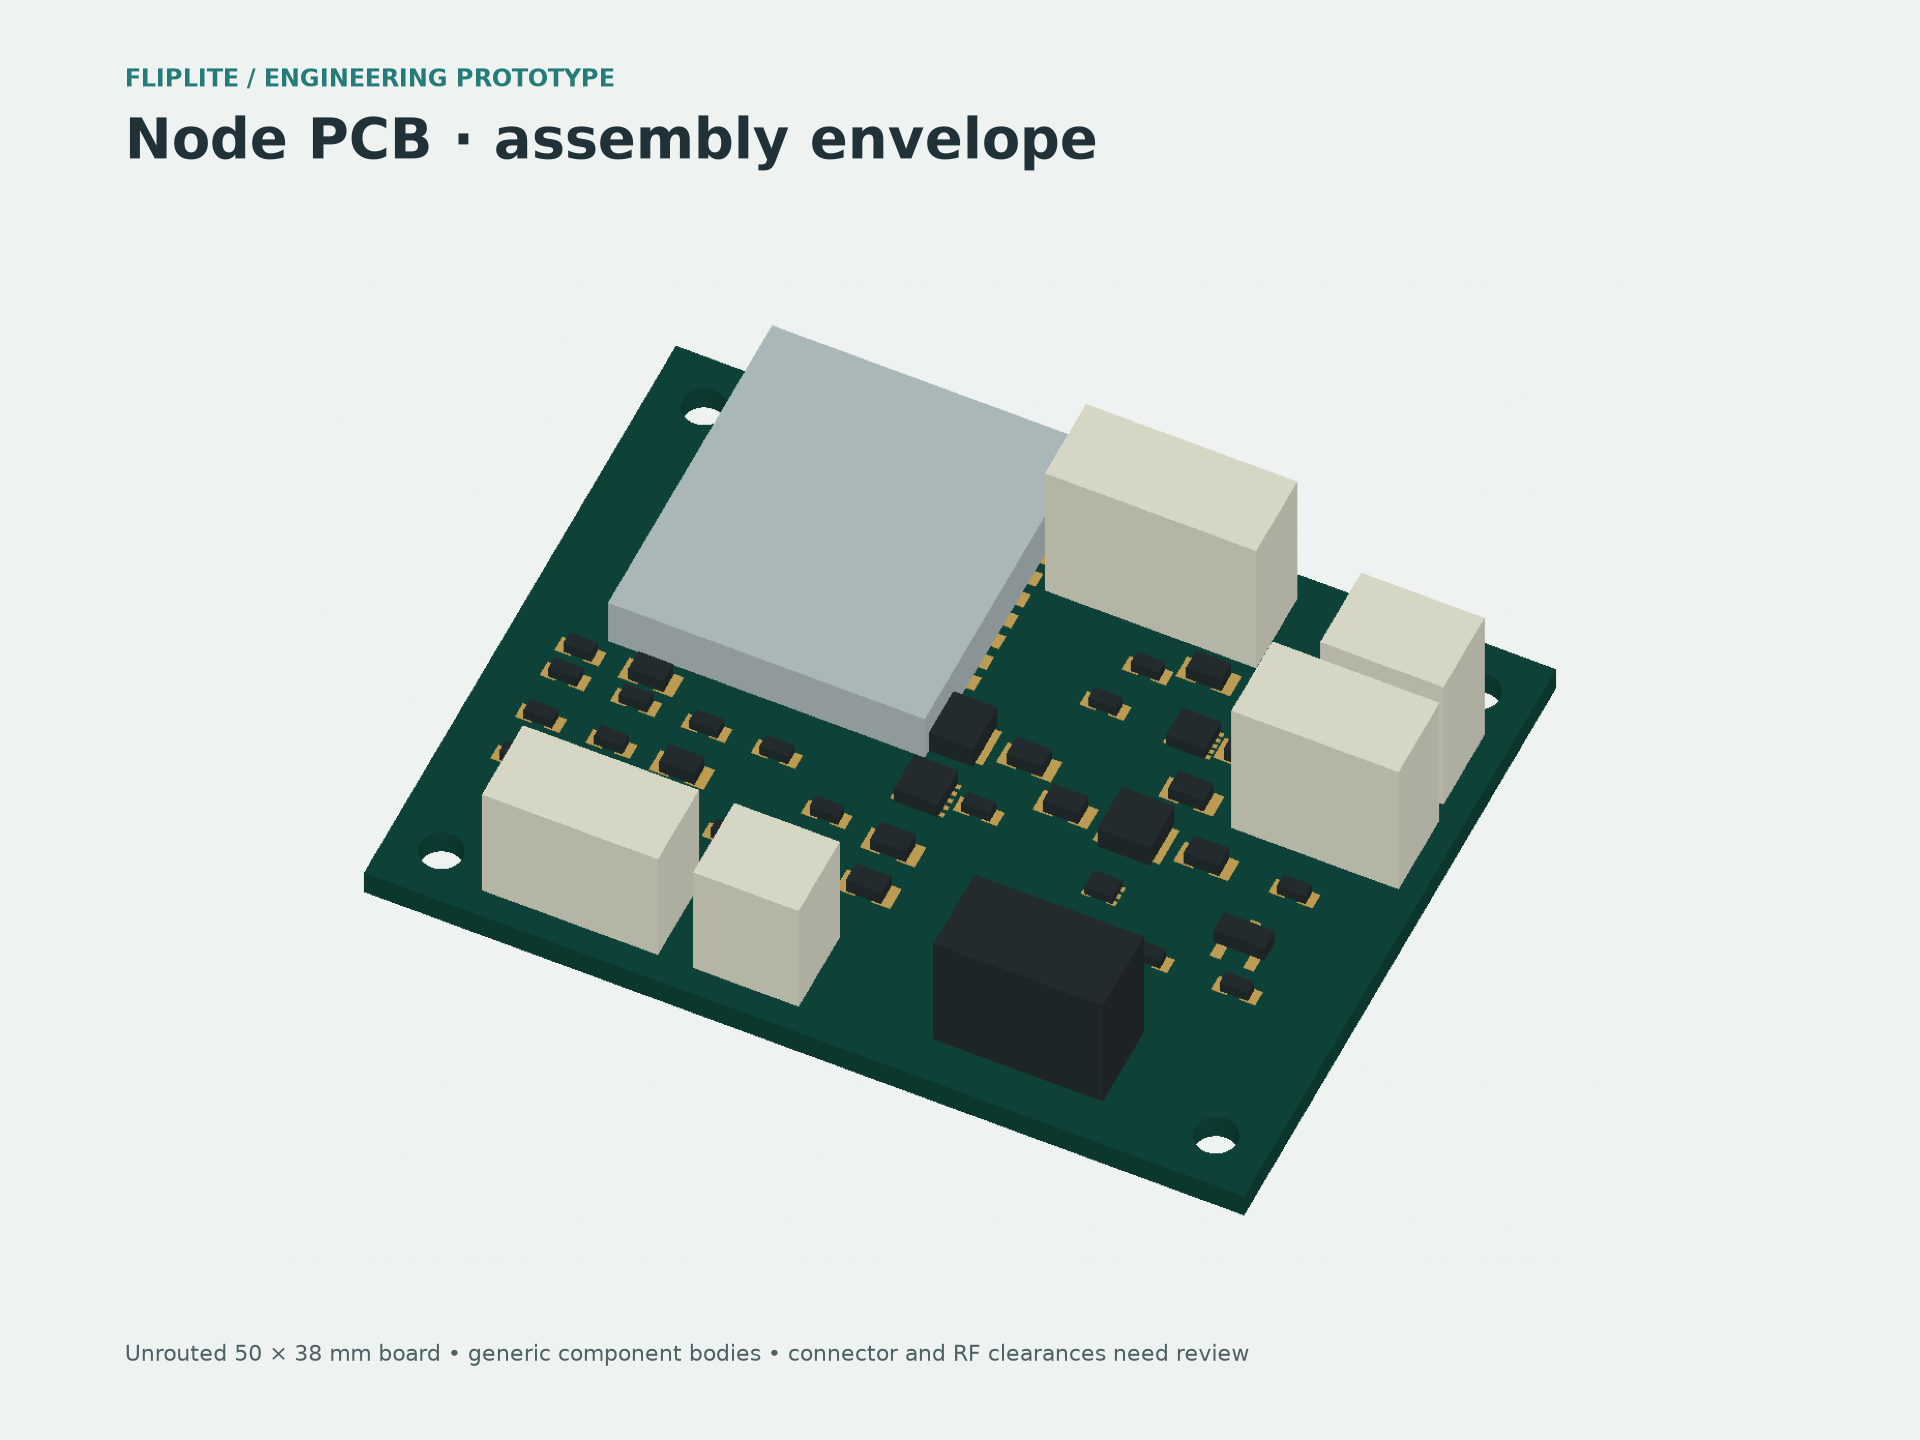 FLIPLITE / ENGINEERING PROTOTYPE
Node PCB · assembly envelope
Unrouted 50 × 38 mm board • generic component bodies • connector and RF clearances need review